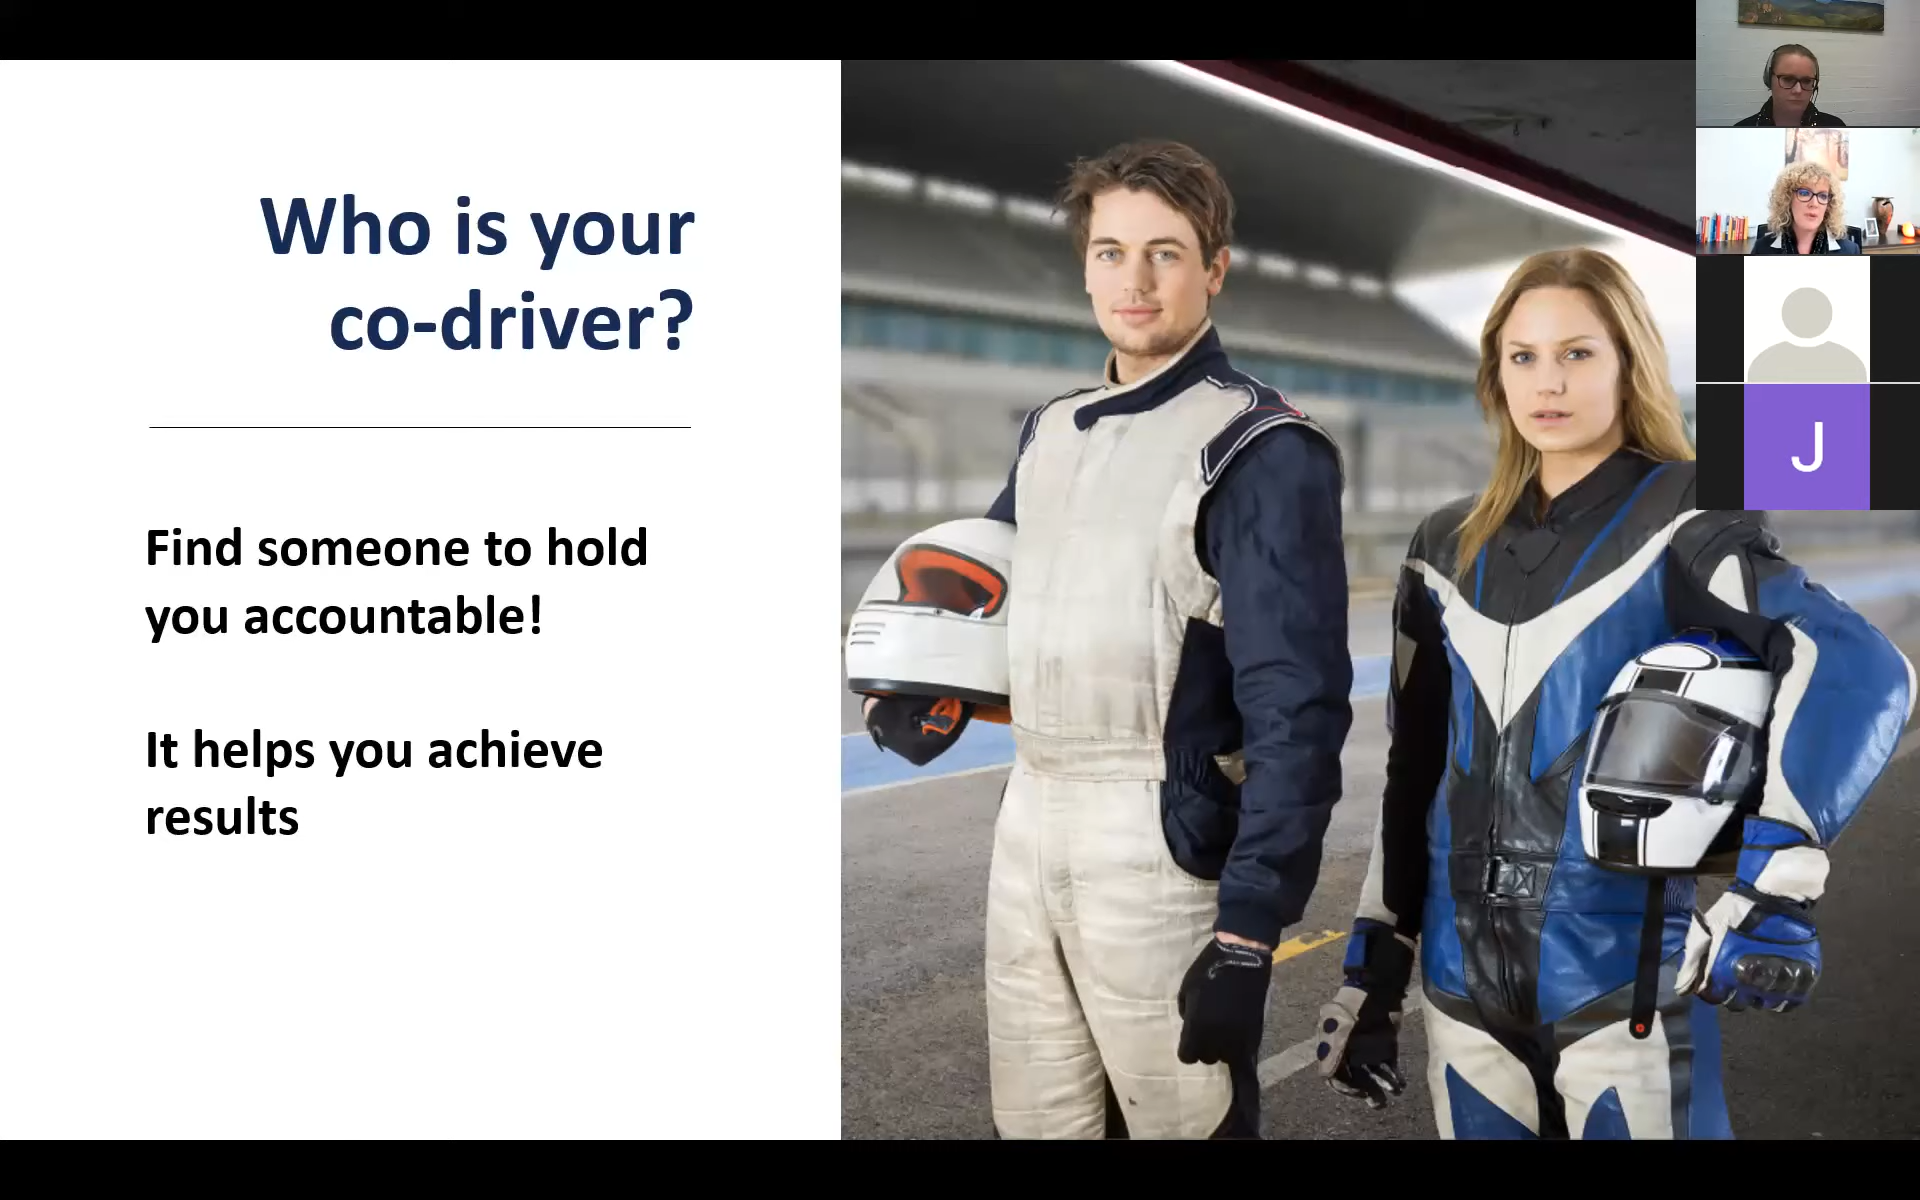 Who is your
co-driver?
Find someone to hold
you accountable!
It helps you achieve
results
J